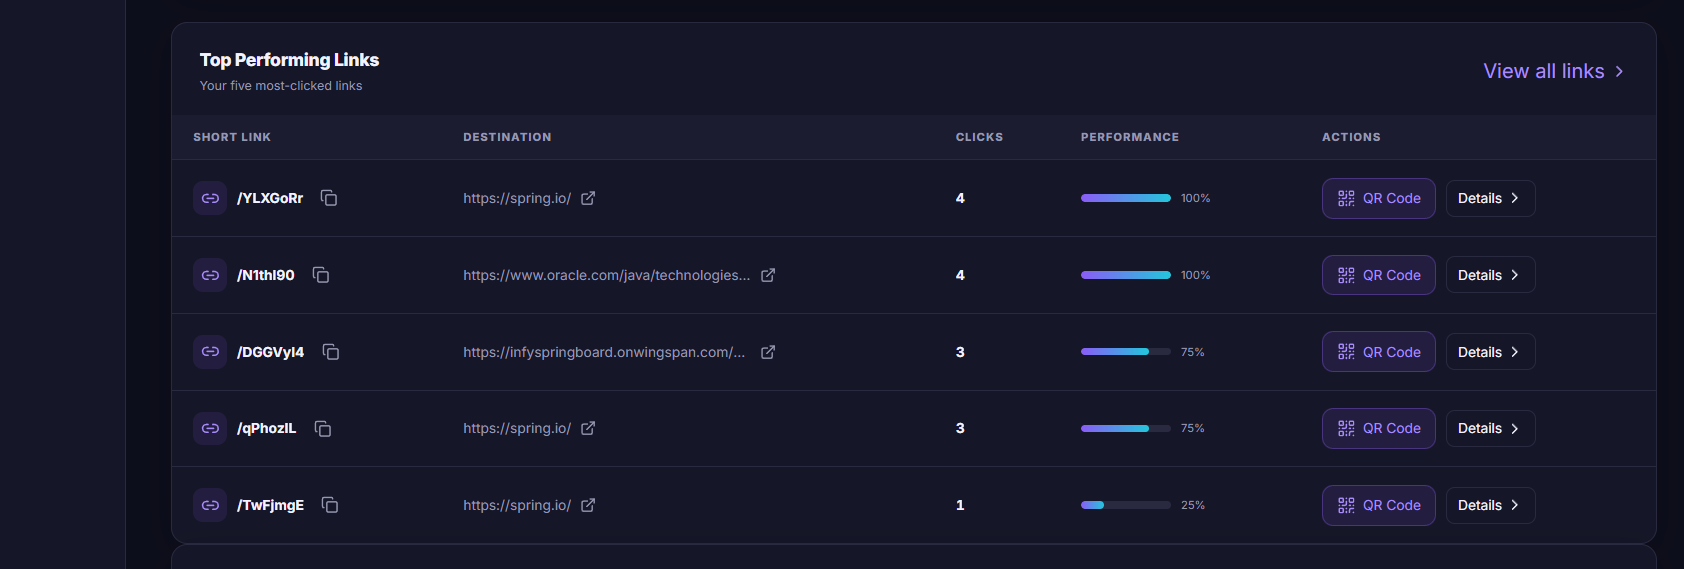 Top Performing Links
Your five most-clicked links
View all links
SHORT LINK DESTINATION CLICKS PERFORMANCE ACTIONS
/YLXGoRr https://spring.io/ 4 100% QR Code Details
/N1thI90 https://www.oracle.com/java/technologies... 4 100% QR Code Details
/DGGVyI4 https://infyspringboard.onwingspan.com/... 3 75% QR Code Details
/qPhozIL https://spring.io/ 3 75% QR Code Details
/TwFjmgE https://spring.io/ 1 25% QR Code Details